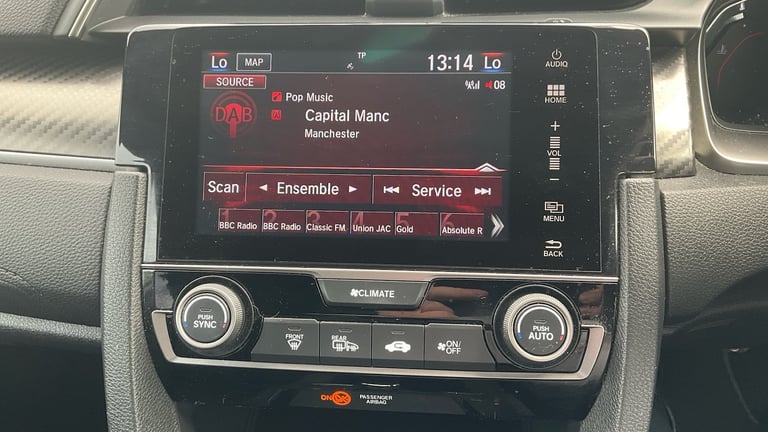 Lo MAP TP 13:14 Lo
SOURCE 08
Pop Music
DAB Capital Manc
Manchester
Scan Ensemble Service
1 2 3 4 5 6
BBC Radio BBC Radio Classic FM Union JAC Gold Absolute R
AUDIO
HOME
+
VOL
−
MENU
BACK
CLIMATE
PUSH
SYNC
FRONT
REAR
ON/
OFF
PUSH
AUTO
ON
PASSENGER
AIRBAG